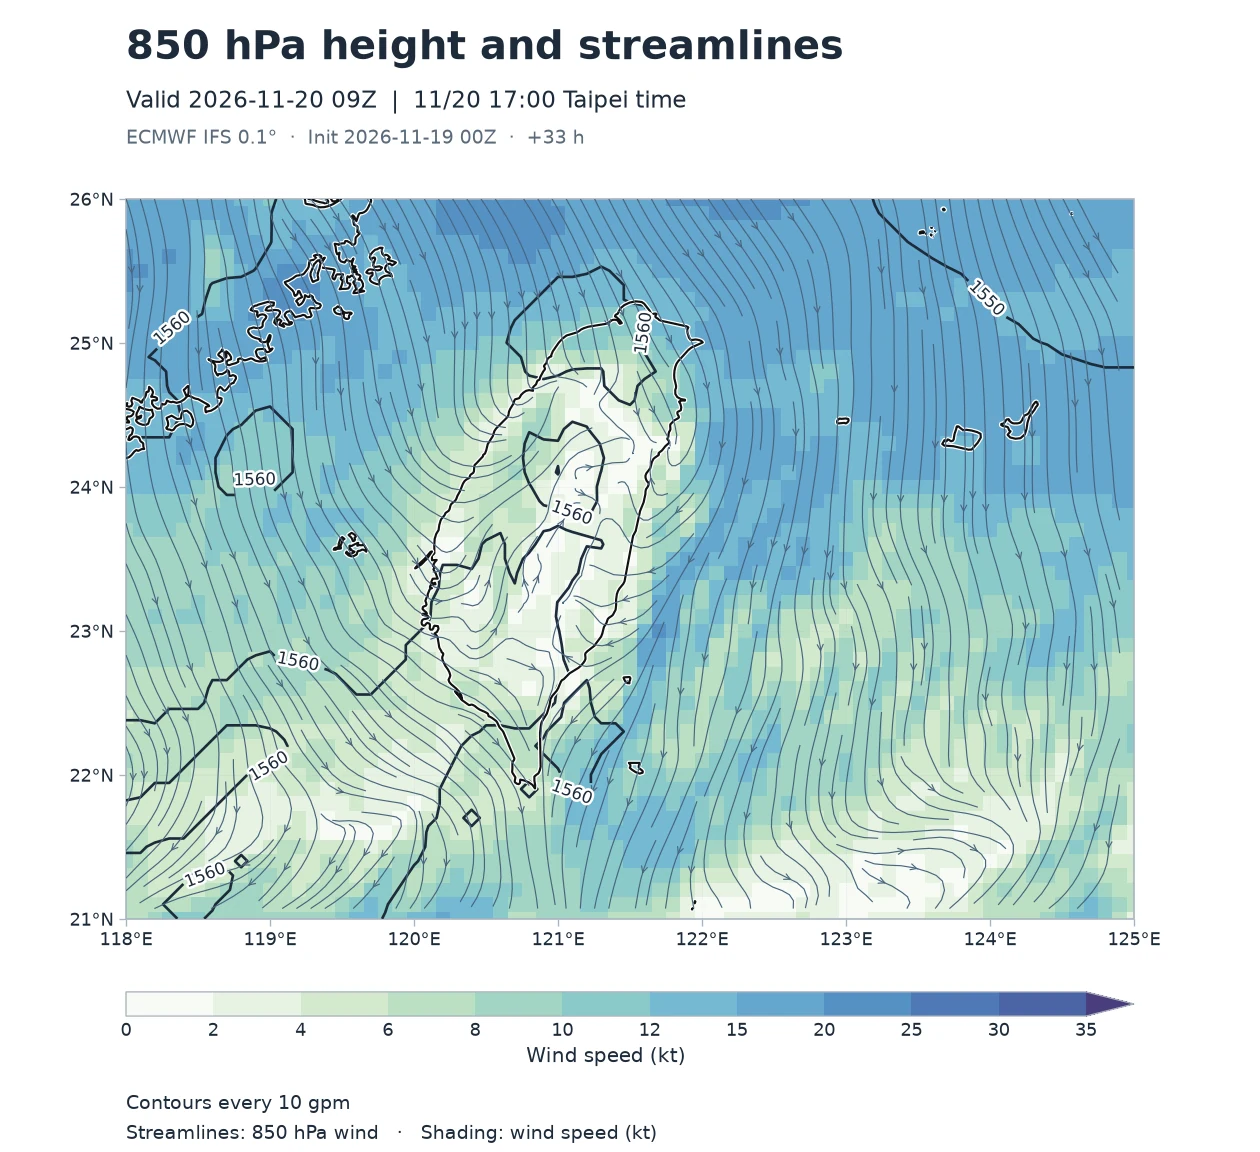 850 hPa height and streamlines
Valid 2026-11-20 09Z | 11/20 17:00 Taipei time
ECMWF IFS 0.1° · Init 2026-11-19 00Z · +33 h
26°N
25°N
24°N
23°N
22°N
21°N
1560
1560
1550
1560
1560
1560
1560
1560
1560
118°E 119°E 120°E 121°E 122°E 123°E 124°E 125°E
0 2 4 6 8 10 12 15 20 25 30 35
Wind speed (kt)
Contours every 10 gpm
Streamlines: 850 hPa wind · Shading: wind speed (kt)